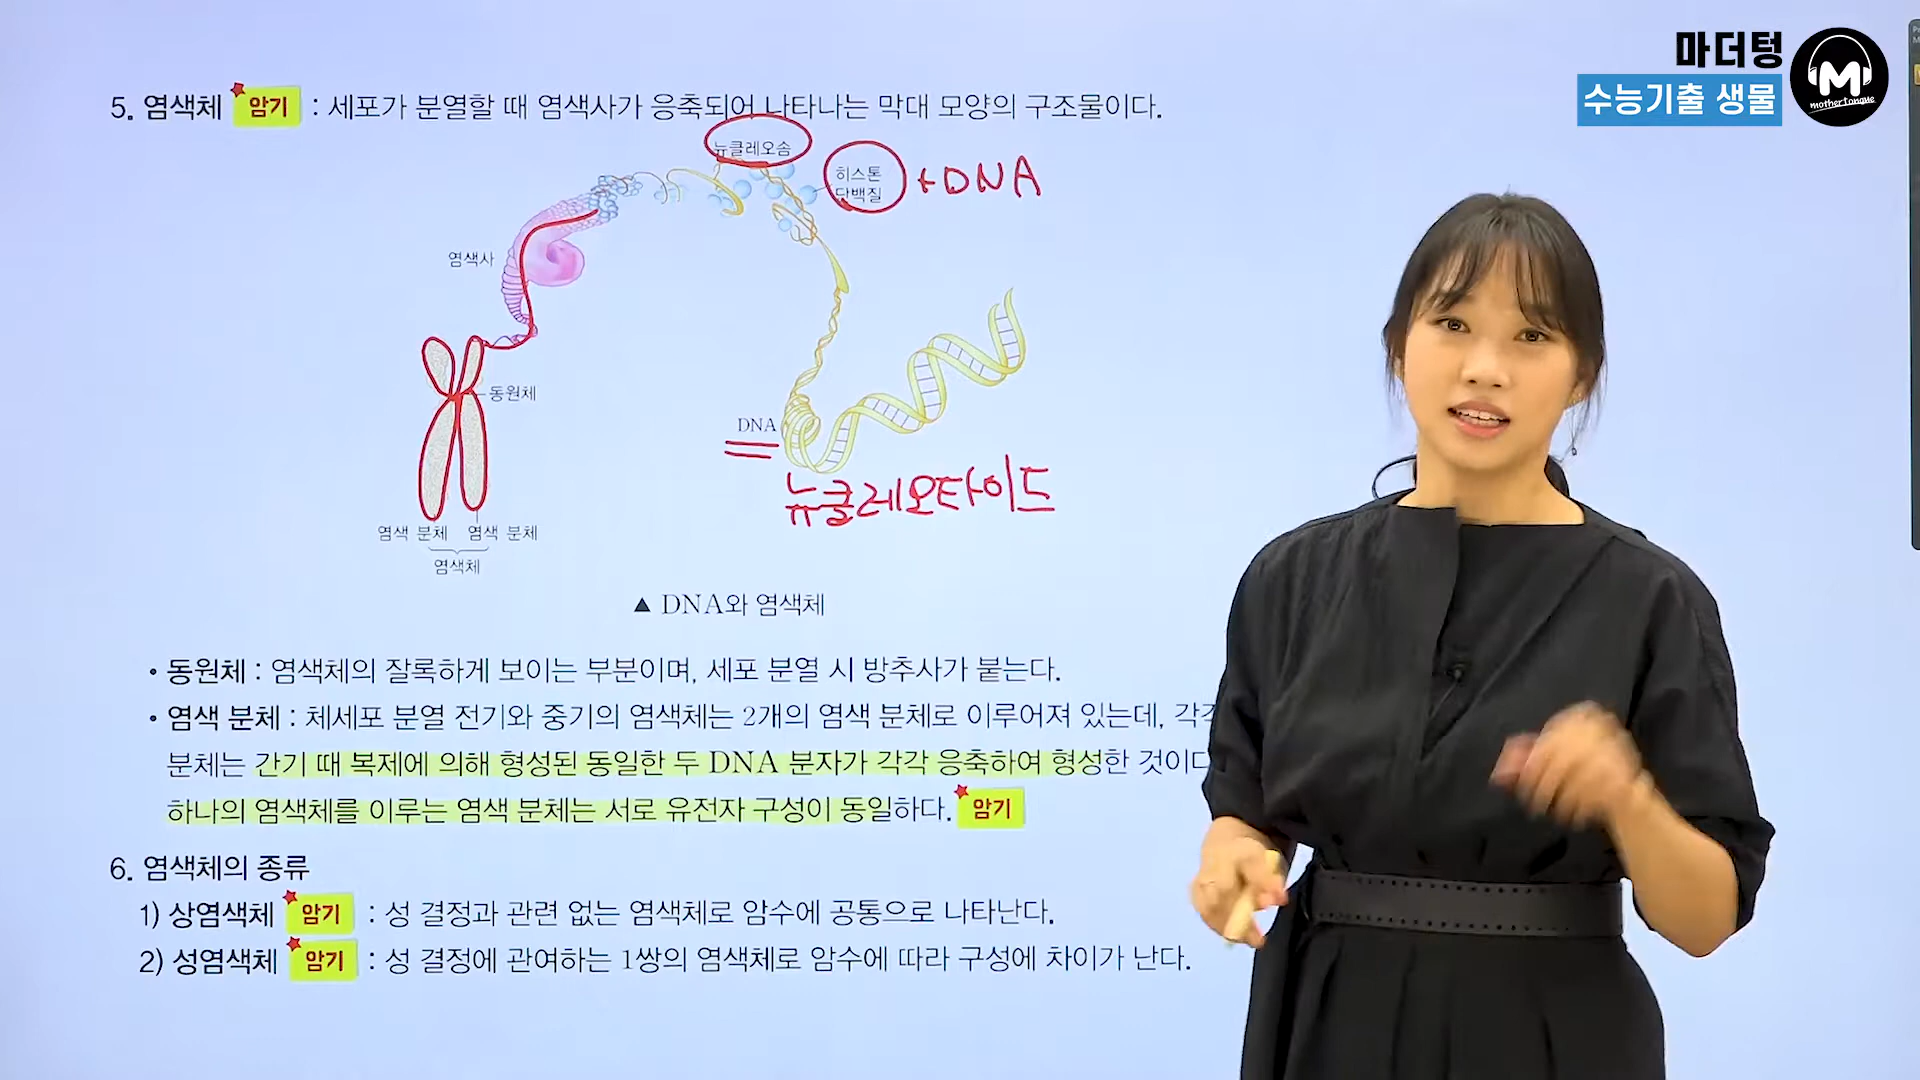 마더텅
수능기출 생물
M
mothertongue
5. 염색체 암기 : 세포가 분열할 때 염색사가 응축되어 나타나는 막대 모양의 구조물이다.
뉴클레오솜
히스톤
단백질
+DNA
염색사
동원체
DNA
뉴클레오타이드
염색 분체 염색 분체
염색체
▲ DNA와 염색체
• 동원체 : 염색체의 잘록하게 보이는 부분이며, 세포 분열 시 방추사가 붙는다.
• 염색 분체 : 체세포 분열 전기와 중기의 염색체는 2개의 염색 분체로 이루어져 있는데,
분체는 간기 때 복제에 의해 형성된 동일한 두 DNA 분자가 각각 응축하여 형성한
하나의 염색체를 이루는 염색 분체는 서로 유전자 구성이 동일하다. 암기
6. 염색체의 종류
1) 상염색체 암기 : 성 결정과 관련 없는 염색체로 암수에 공통으로 나타난다.
2) 성염색체 암기 : 성 결정에 관여하는 1쌍의 염색체로 암수에 따라 구성에 차이가 난다.